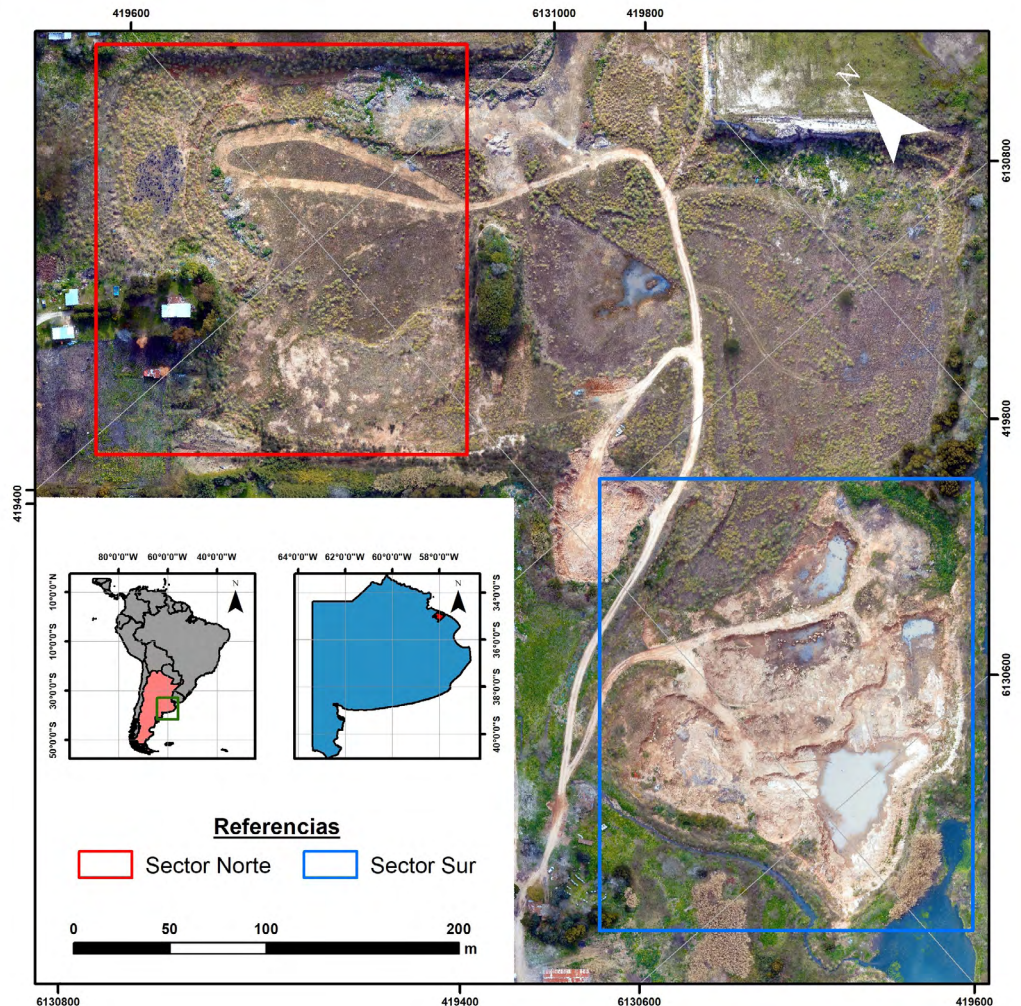 419600
6131000
419800
N
6130800
419800
419400
80°0'0"W
60°0'0"W
40°0'0"W
64°0'0"W
62°0'0"W
60°0'0"W
58°0'0"W
10°0'0"N
10°0'0"S
30°0'0"S
50°0'0"S
N
34°0'0"S
36°0'0"S
38°0'0"S
40°0'0"S
N
6130600
Referencias
Sector Norte
Sector Sur
0
50
100
200
m
6130800
419400
6130600
419600